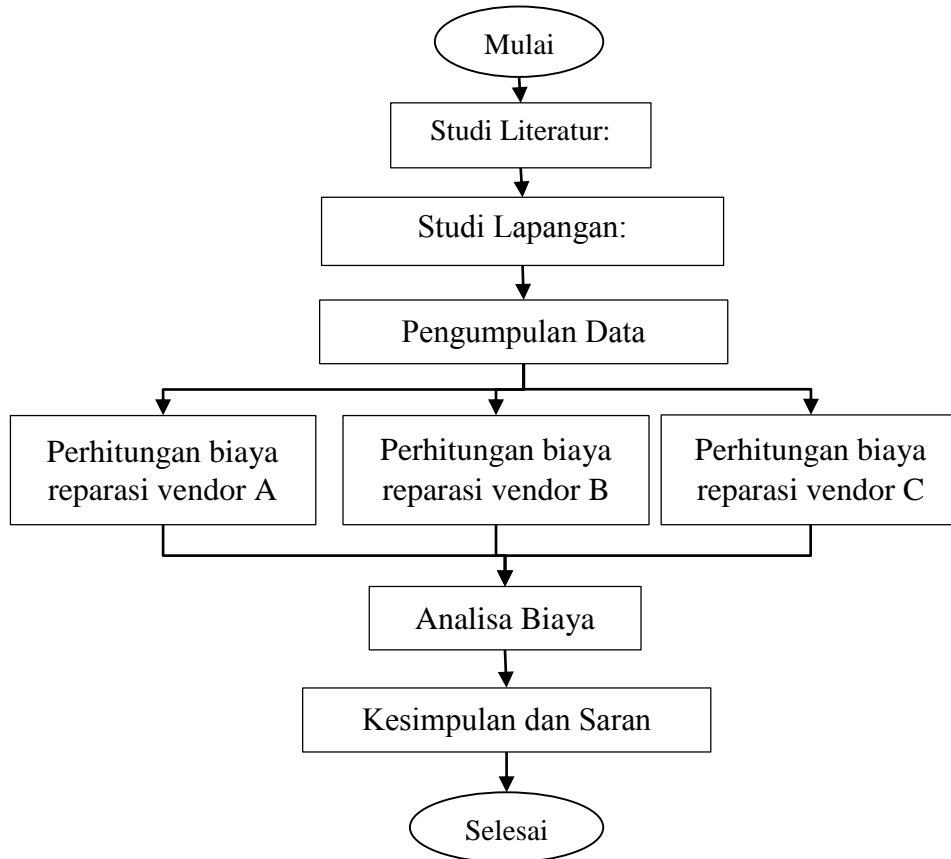 Mulai
Studi Literatur:
Studi Lapangan:
Pengumpulan Data
Perhitungan biaya
reparasi vendor A
Perhitungan biaya
reparasi vendor B
Perhitungan biaya
reparasi vendor C
Analisa Biaya
Kesimpulan dan Saran
Selesai